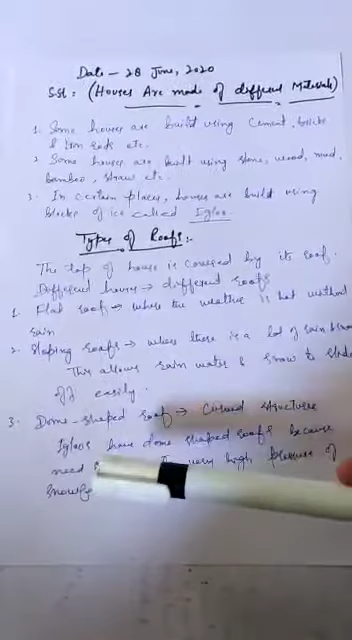 Date - 28 June, 2020
Sst : (Houses Are made of different Materials)
1. Some houses are build using Cement, bricks
& Iron rods etc.
2. Some houses are built using stone, wood, mud,
bamboo, straw etc.
3. In certain places, houses are build using
blocks of ice called Igloo.
Types of Roofs:-
The top of house is covered by its roof.
Different houses → different roofs
1. Flat roof → where the weather is hot without
rain
2. Sloping roofs → where there is a lot of rain &
This allows rain water & snow to slide
off easily.
3. Dome-shaped roof → Curved structure
Igloos have dome shaped roofs because
need very high pressure of